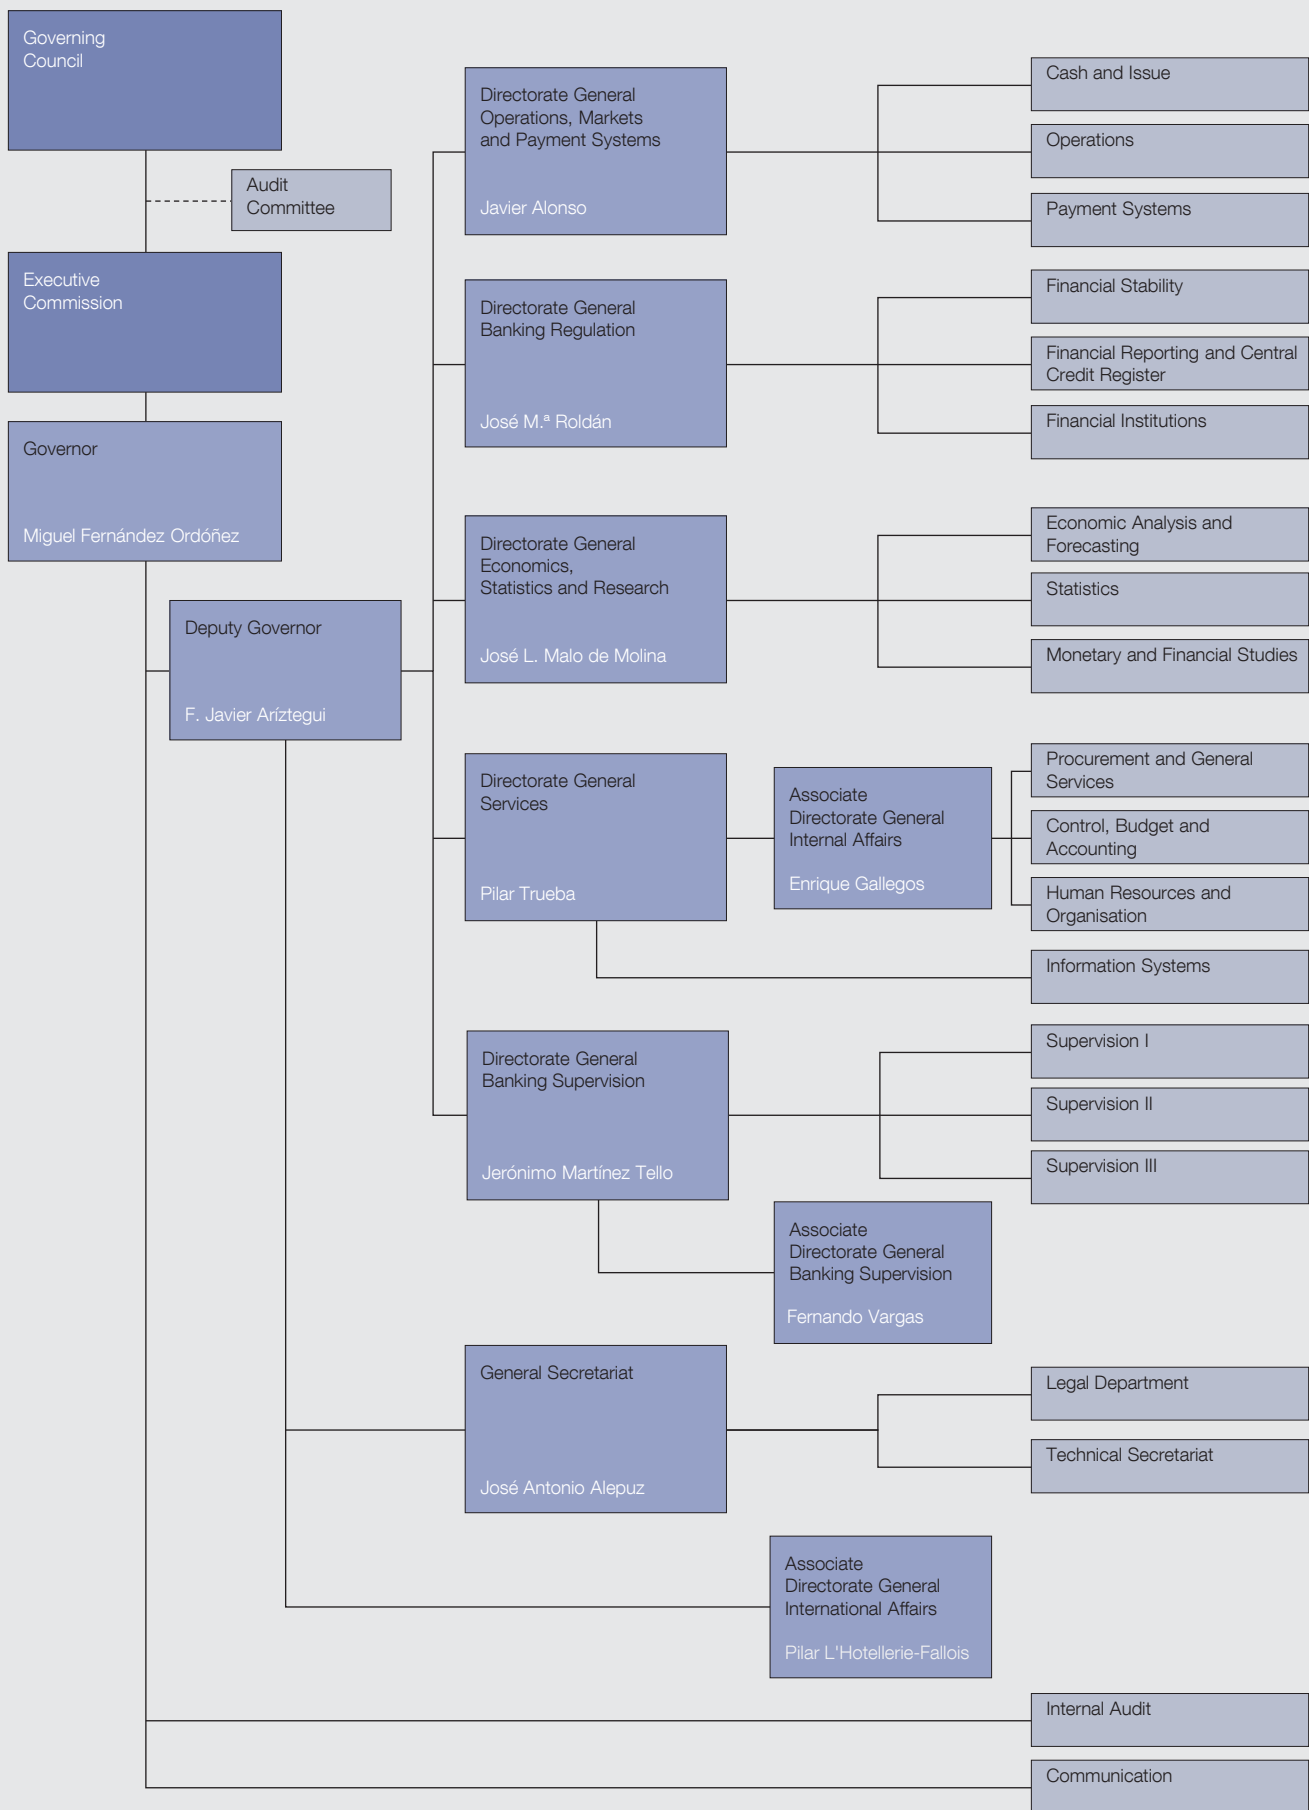 Governing
Council
Audit
Committee
Executive
Commission
Governor
Miguel Fernández Ordóñez
Deputy Governor
F. Javier Aríztegui
Directorate General
Operations, Markets
and Payment Systems
Javier Alonso
Cash and Issue
Operations
Payment Systems
Directorate General
Banking Regulation
José M.ª Roldán
Financial Stability
Financial Reporting and Central
Credit Register
Financial Institutions
Directorate General
Economics,
Statistics and Research
José L. Malo de Molina
Economic Analysis and
Forecasting
Statistics
Monetary and Financial Studies
Directorate General
Services
Pilar Trueba
Associate
Directorate General
Internal Affairs
Enrique Gallegos
Procurement and General
Services
Control, Budget and
Accounting
Human Resources and
Organisation
Information Systems
Directorate General
Banking Supervision
Jerónimo Martínez Tello
Supervision I
Supervision II
Supervision III
Associate
Directorate General
Banking Supervision
Fernando Vargas
General Secretariat
José Antonio Alepuz
Legal Department
Technical Secretariat
Associate
Directorate General
International Affairs
Pilar L'Hotellerie-Fallois
Internal Audit
Communication